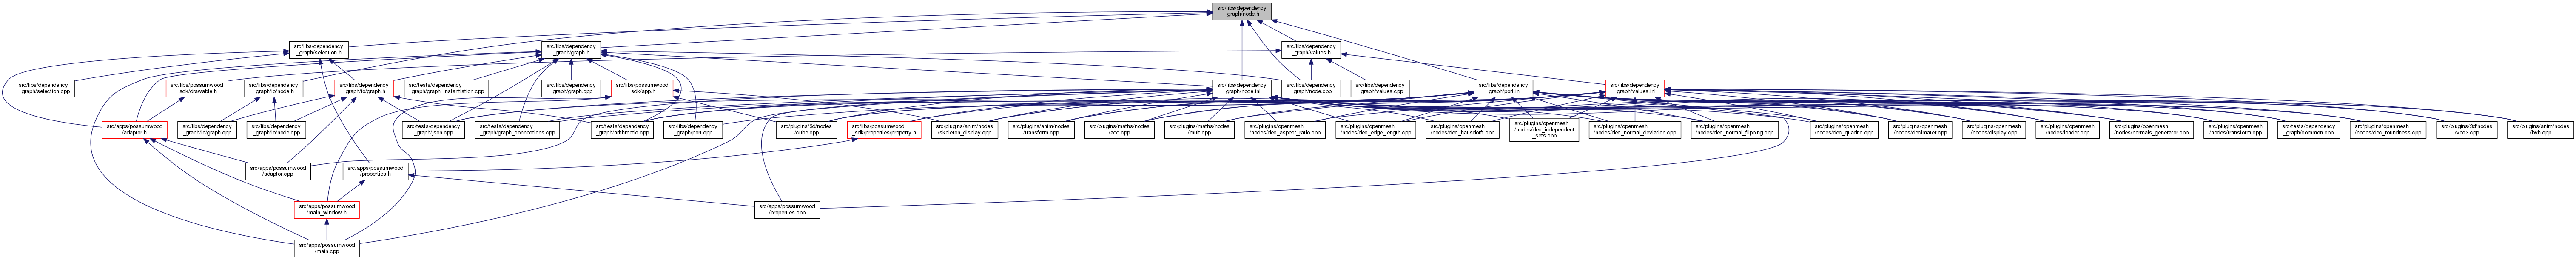 src/libs/dependency
_graph/node.h
src/libs/dependency
_graph/selection.h
src/libs/dependency
_graph/graph.h
src/libs/dependency
_graph/values.h
src/libs/dependency
_graph/selection.cpp
src/libs/possumwood
_sdk/drawable.h
src/libs/dependency
_graph/io/node.h
src/libs/dependency
_graph/io/graph.h
src/tests/dependency
_graph/graph_instantiation.cpp
src/libs/dependency
_graph/graph.cpp
src/libs/possumwood
_sdk/app.h
src/libs/dependency
_graph/node.inl
src/libs/dependency
_graph/node.cpp
src/libs/dependency
_graph/values.cpp
src/libs/dependency
_graph/port.inl
src/libs/dependency
_graph/values.inl
src/apps/possumwood
/adaptor.h
src/libs/dependency
_graph/io/graph.cpp
src/libs/dependency
_graph/io/node.cpp
src/tests/dependency
_graph/json.cpp
src/tests/dependency
_graph/graph_connections.cpp
src/tests/dependency
_graph/arithmetic.cpp
src/libs/dependency
_graph/port.cpp
src/plugins/3d/nodes
/cube.cpp
src/libs/possumwood
_sdk/properties/property.h
src/plugins/anim/nodes
/skeleton_display.cpp
src/plugins/anim/nodes
/transform.cpp
src/plugins/maths/nodes
/add.cpp
src/plugins/maths/nodes
/mult.cpp
src/plugins/openmesh
/nodes/dec_aspect_ratio.cpp
src/plugins/openmesh
/nodes/dec_edge_length.cpp
src/plugins/openmesh
/nodes/dec_hausdorff.cpp
src/plugins/openmesh
/nodes/dec_independent
_sets.cpp
src/plugins/openmesh
/nodes/dec_normal_deviation.cpp
src/plugins/openmesh
/nodes/dec_normal_flipping.cpp
src/plugins/openmesh
/nodes/dec_quadric.cpp
src/plugins/openmesh
/nodes/decimater.cpp
src/plugins/openmesh
/nodes/display.cpp
src/plugins/openmesh
/nodes/loader.cpp
src/plugins/openmesh
/nodes/normals_generator.cpp
src/plugins/openmesh
/nodes/transform.cpp
src/tests/dependency
_graph/common.cpp
src/plugins/openmesh
/nodes/dec_roundness.cpp
src/plugins/3d/nodes
/vec3.cpp
src/plugins/anim/nodes
/bvh.cpp
src/apps/possumwood
/adaptor.cpp
src/apps/possumwood
/properties.h
src/apps/possumwood
/main_window.h
src/apps/possumwood
/properties.cpp
src/apps/possumwood
/main.cpp